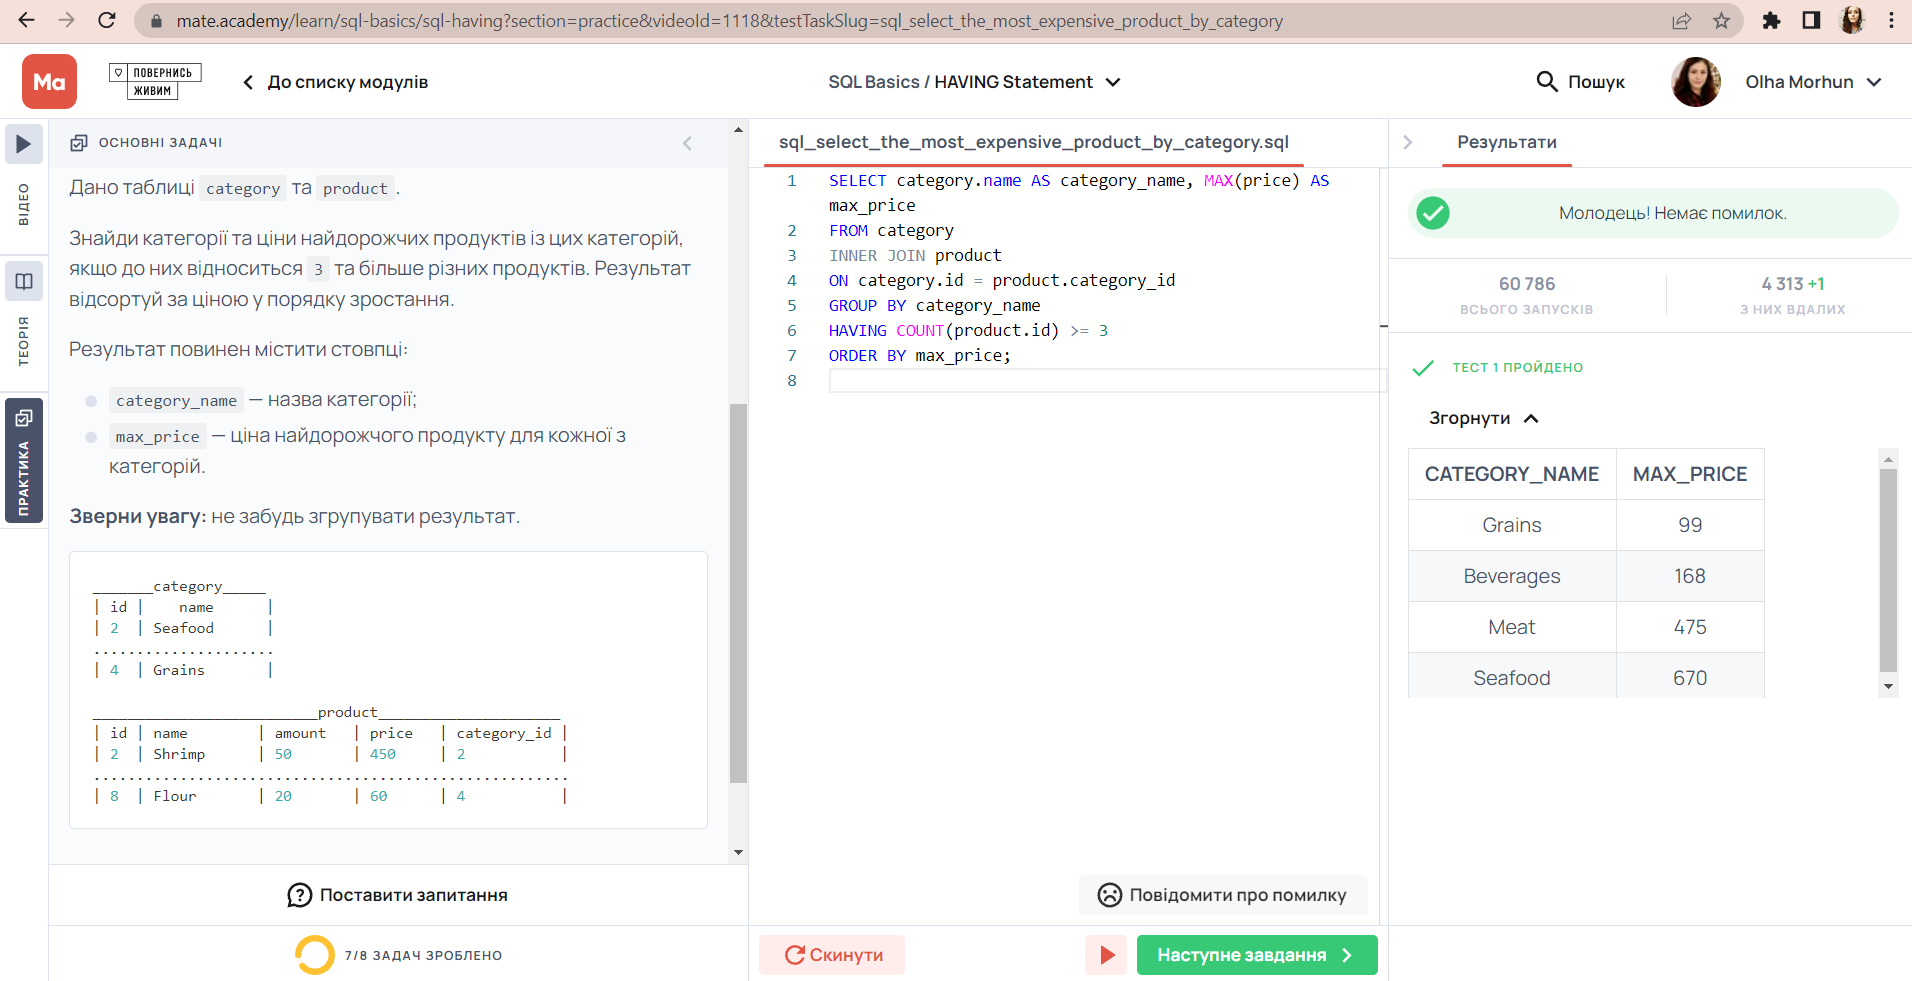 mate.academy/learn/sql-basics/sql-having?section=practice&videoId=1118&testTaskSlug=sql_select_the_most_expensive_product_by_category
Ma
ПОВЕРНИСЬ
ЖИВИМ
До списку модулів
SQL Basics / HAVING Statement
Пошук
Olha Morhun
ВІДЕО
ТЕОРІЯ
ПРАКТИКА
ОСНОВНІ ЗАДАЧІ
Дано таблиці category та product.
Знайди категорії та ціни найдорожчих продуктів із цих категорій,
якщо до них відноситься 3 та більше різних продуктів. Результат
відсортуй за ціною у порядку зростання.
Результат повинен містити стовпці:
category_name — назва категорії;
max_price — ціна найдорожчого продукту для кожної з
категорій.
Зверни увагу: не забудь згрупувати результат.
_______category_____
| id |    name      |
| 2  | Seafood      |
.....................
| 4  | Grains       |
__________________________product_____________________
| id | name        | amount   | price   | category_id |
| 2  | Shrimp      | 50       | 450     | 2           |
.......................................................
| 8  | Flour       | 20       | 60      | 4           |
Поставити запитання
7/8 ЗАДАЧ ЗРОБЛЕНО
sql_select_the_most_expensive_product_by_category.sql
1 SELECT category.name AS category_name, MAX(price) AS
max_price
2 FROM category
3 INNER JOIN product
4 ON category.id = product.category_id
5 GROUP BY category_name
6 HAVING COUNT(product.id) >= 3
7 ORDER BY max_price;
8
Повідомити про помилку
Скинути
Наступне завдання
Результати
Молодець! Немає помилок.
60 786
ВСЬОГО ЗАПУСКІВ
4 313 +1
З НИХ ВДАЛИХ
ТЕСТ 1 ПРОЙДЕНО
Згорнути
CATEGORY_NAME MAX_PRICE
Grains 99
Beverages 168
Meat 475
Seafood 670